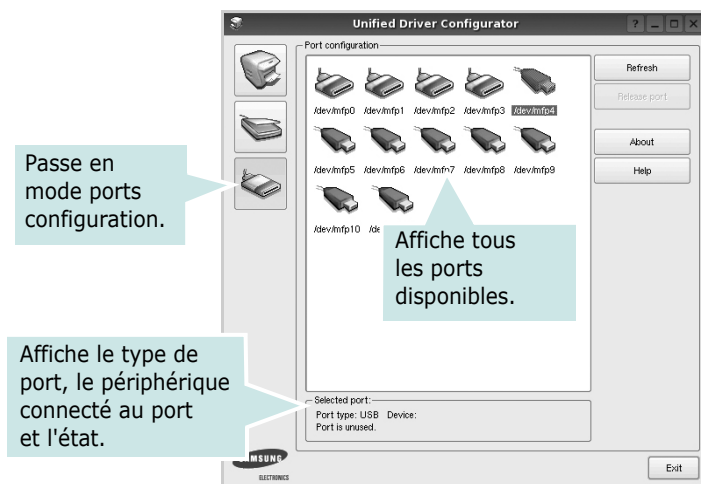 Unified Driver Configurator
Port configuration
/dev/mfp0 /dev/mfp1 /dev/mfp2 /dev/mfp3 /dev/mfp4
/dev/mfp5 /dev/mfp6 /dev/mfp7 /dev/mfp8 /dev/mfp9
/dev/mfp10
Refresh
Release port
About
Help
Passe en
mode ports
configuration.
Affiche tous
les ports
disponibles.
Affiche le type de
port, le périphérique
connecté au port
et l'état.
Selected port:
Port type: USB Device:
Port is unused.
ELECTRONICS
Exit